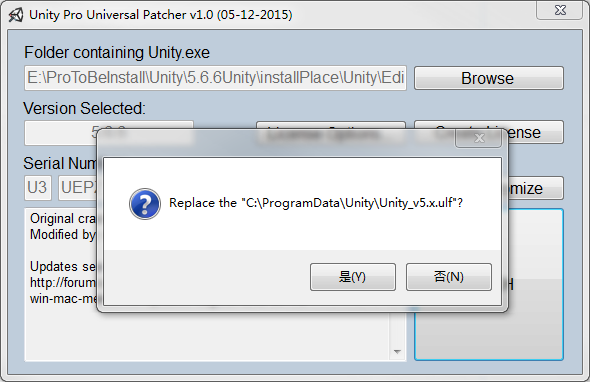 Unity Pro Universal Patcher v1.0 (05-12-2015)
Folder containing Unity.exe
E:\ProToBeInstall\Unity\5.6.6Unity\installPlace\Unity\Edi
Browse
Version Selected:
Serial Num
U3
Replace the "C:\ProgramData\Unity\Unity_v5.x.ulf"?
是(Y)
否(N)
Original cra
Modified by
Updates se
http://forum
win-mac-me